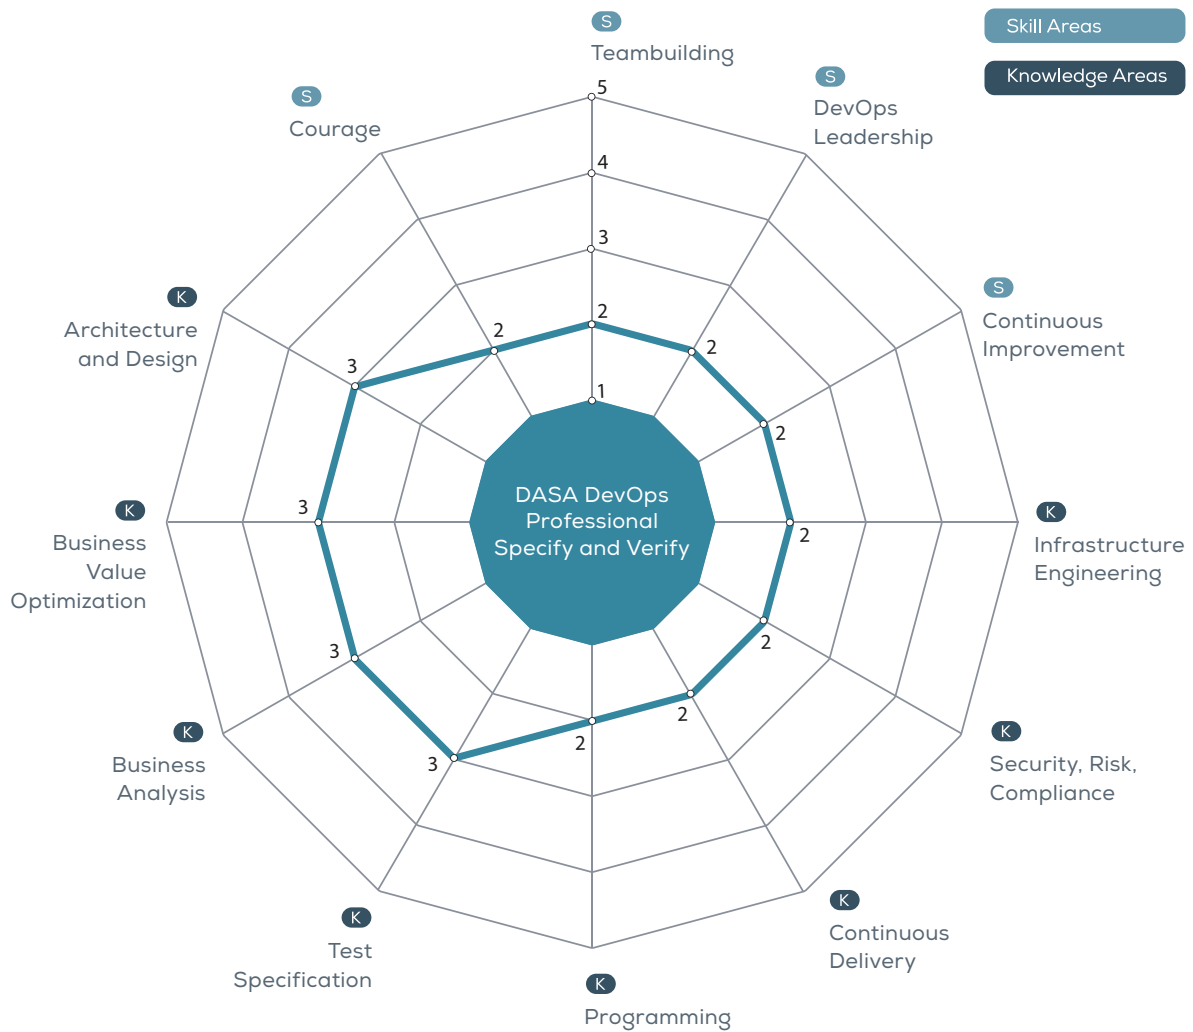 S
Teambuilding
Skill Areas
Knowledge Areas
S
DevOps
Leadership
S
Courage
5
4
3
2
1
K
Architecture
and Design
3
2
2
S
Continuous
Improvement
2
DASA DevOps
Professional
Specify and Verify
K
Business
Value
Optimization
3
K
Infrastructure
Engineering
2
3
2
K
Business
Analysis
K
Security, Risk,
Compliance
3
2
2
K
Test
Specification
K
Continuous
Delivery
K
Programming